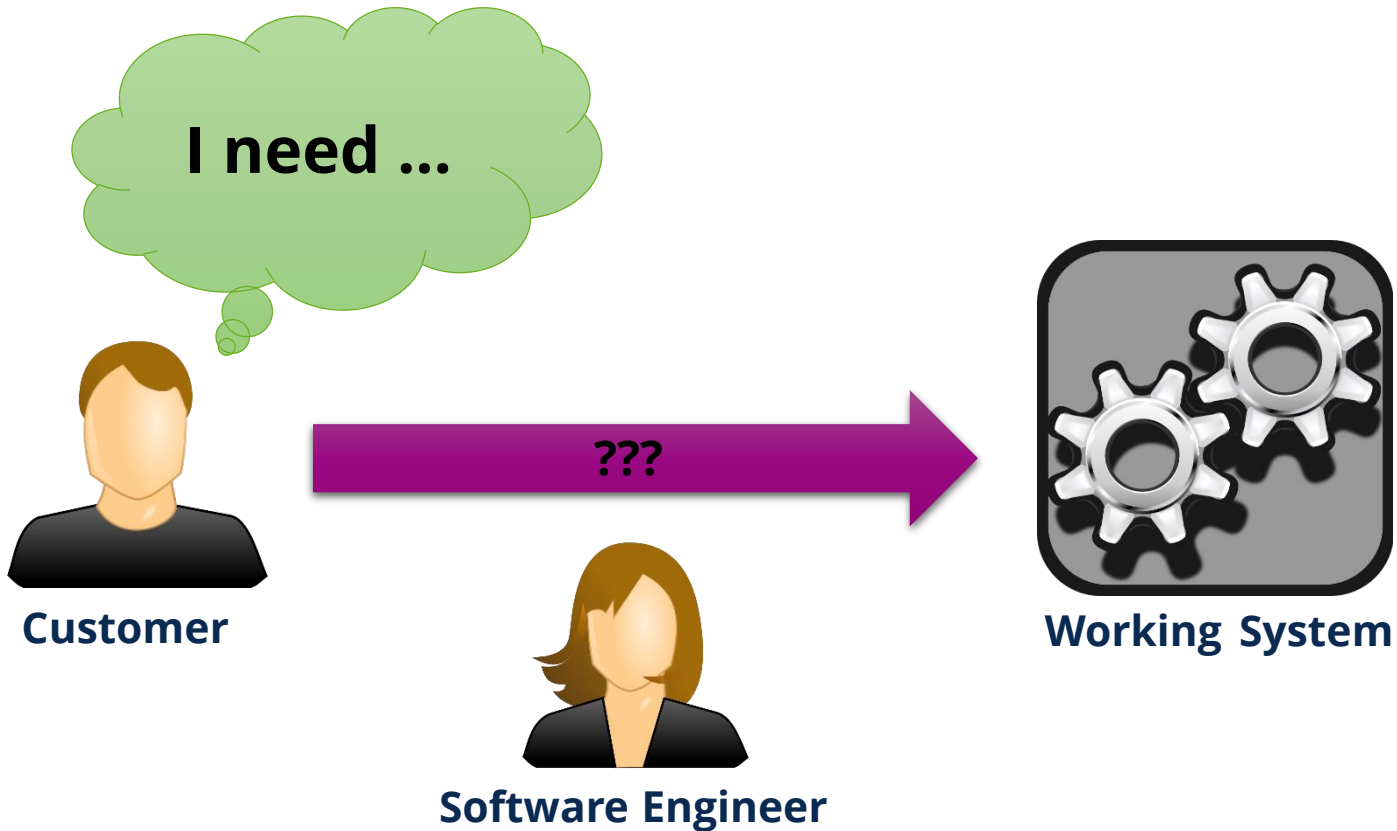 I need ...
???
Customer
Working System
Software Engineer